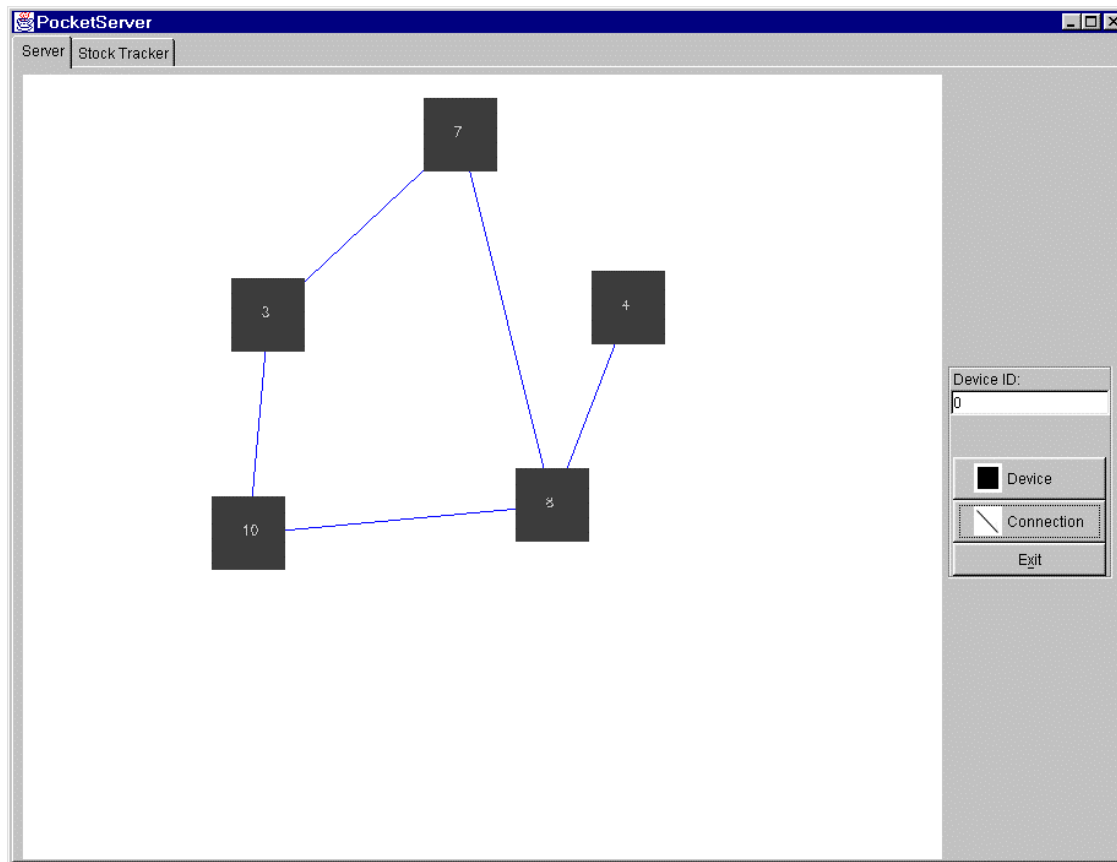 PocketServer
Server Stock Tracker
7
3
4
Device ID:
0
Device
8
Connection
10
Exit